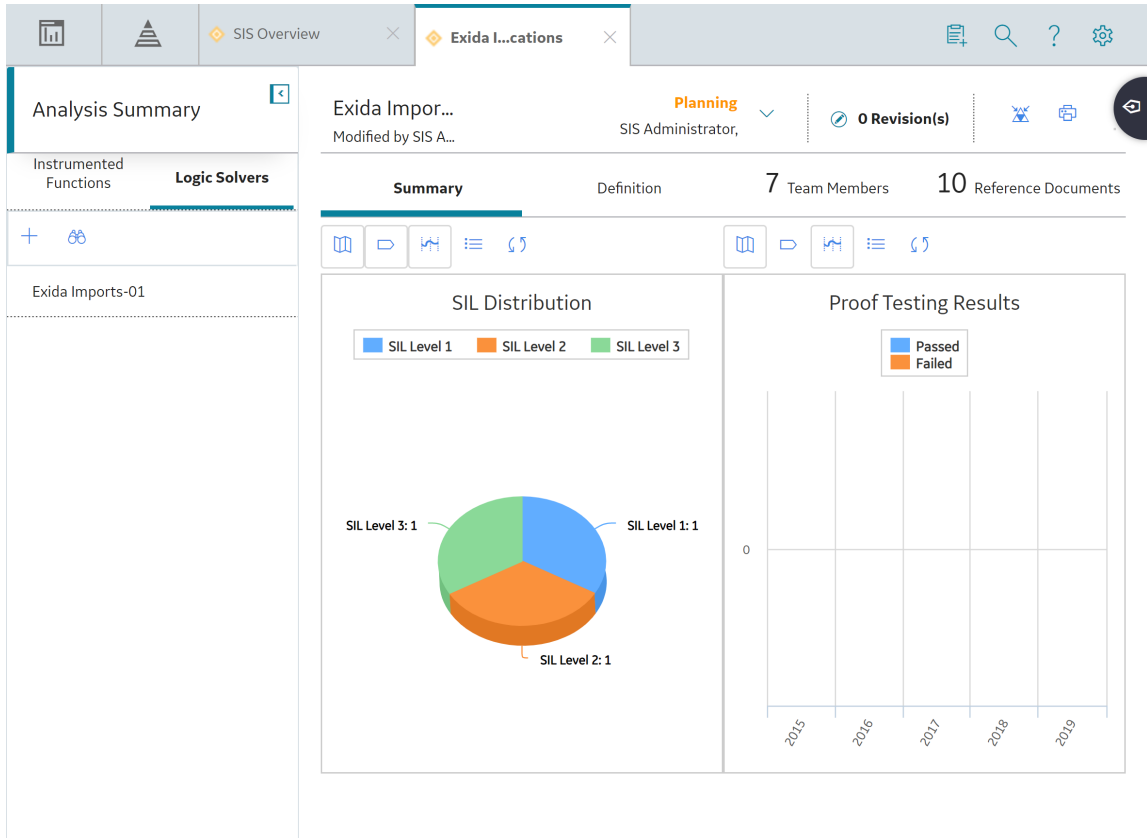 SIS Overview
Exida I...cations
Analysis Summary
Exida Impor...
Modified by SIS A...
Planning
SIS Administrator,
0 Revision(s)
Instrumented
Functions
Logic Solvers
Summary
Definition
7 Team Members
10 Reference Documents
Exida Imports-01
SIL Distribution
SIL Level 1
SIL Level 2
SIL Level 3
SIL Level 3: 1
SIL Level 1: 1
SIL Level 2: 1
Proof Testing Results
Passed
Failed
0
2015
2016
2017
2018
2019